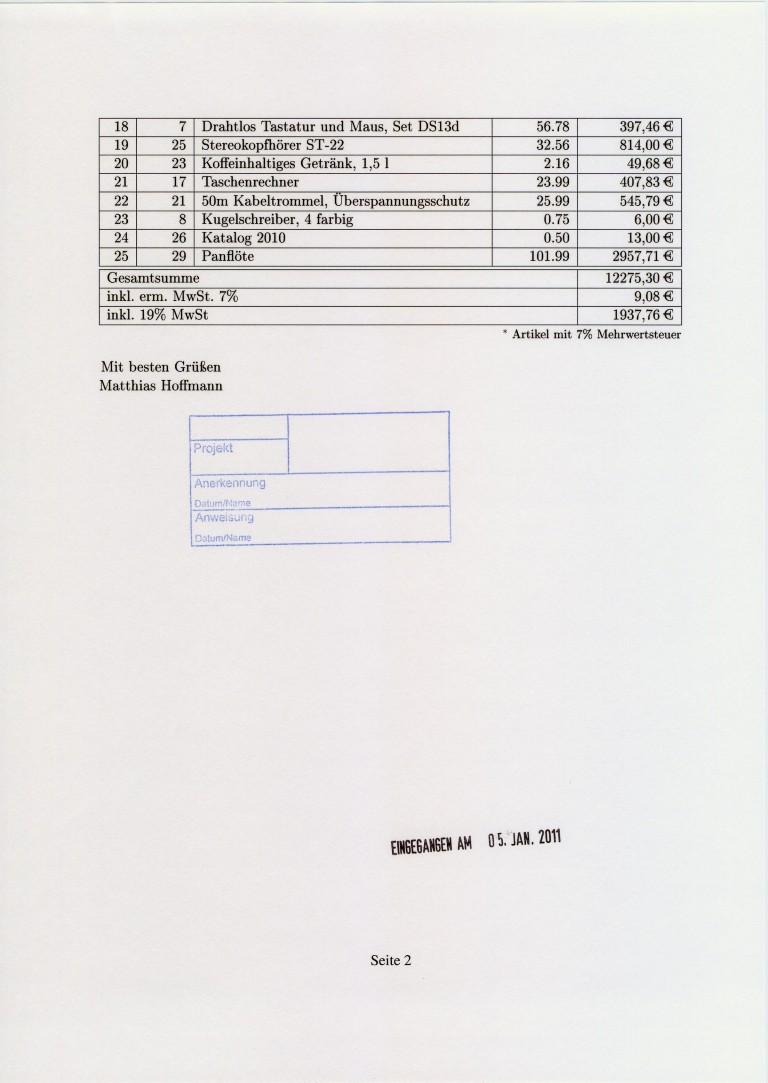 18 7 Drahtlos Tastatur und Maus, Set DS13d 56.78 397,46 €
19 25 Stereokopfhörer ST-22 32.56 814,00 €
20 23 Koffeinhaltiges Getränk, 1,5 l 2.16 49,68 €
21 17 Taschenrechner 23.99 407,83 €
22 21 50m Kabeltrommel, Überspannungsschutz 25.99 545,79 €
23 8 Kugelschreiber, 4 farbig 0.75 6,00 €
24 26 Katalog 2010 0.50 13,00 €
25 29 Panflöte 101.99 2957,71 €
Gesamtsumme 12275,30 €
inkl. erm. MwSt. 7% 9,08 €
inkl. 19% MwSt 1937,76 €
* Artikel mit 7% Mehrwertsteuer
Mit besten Grüßen
Matthias Hoffmann
Projekt
Anerkennung
Datum/Name
Anweisung
Datum/Name
EINGEGANGEN AM 05. JAN. 2011
Seite 2